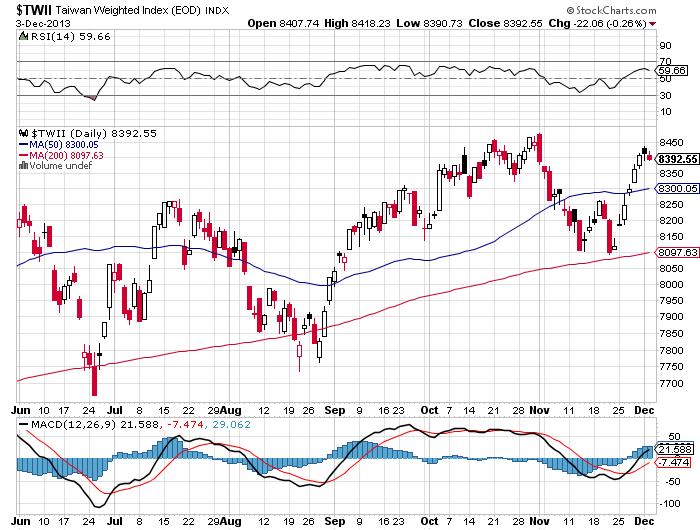 $TWII Taiwan Weighted Index (EOD) INDX © StockCharts.com
3-Dec-2013 Open 8407.74 High 8418.23 Low 8390.73 Close 8392.55 Chg -22.06 (-0.26%)
RSI(14) 59.66
90
70
59.66
50
30
10
$TWII (Daily) 8392.55
MA(50) 8300.05
MA(200) 8097.63
Volume undef
8450
8392.55
8350
8300.05
8250
8200
8150
8097.63
8050
8000
7950
7900
7850
7800
7750
7700
Jun 10 17 24 Jul 8 15 22 29 Aug 12 19 26 Sep 9 16 23 Oct 7 14 21 28 Nov 11 18 25 Dec
MACD(12,26,9) 21.588, -7.474, 29.062
50
21.588
-7.474
-50
-100
Jun 10 17 24 Jul 8 15 22 29 Aug 12 19 26 Sep 9 16 23 Oct 7 14 21 28 Nov 11 18 25 Dec